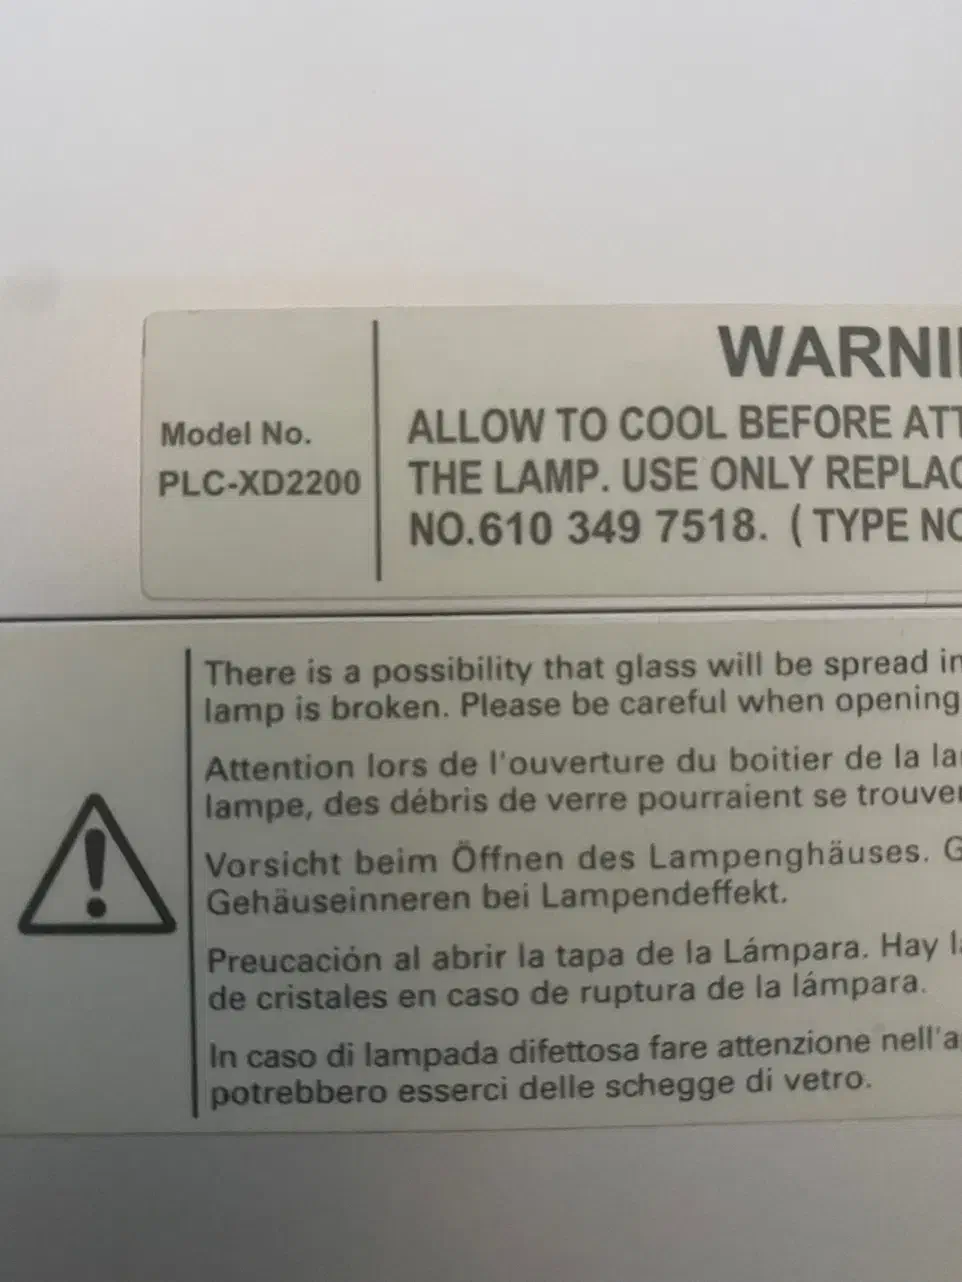 Model No.
PLC-XD2200
WARNI
ALLOW TO COOL BEFORE ATT
THE LAMP. USE ONLY REPLAC
NO.610 349 7518. ( TYPE NO
There is a possibility that glass will be spread in
lamp is broken. Please be careful when opening
Attention lors de l'ouverture du boitier de la la
lampe, des débris de verre pourraient se trouve
Vorsicht beim Öffnen des Lampenghäuses. G
Gehäuseinneren bei Lampendeffekt.
Preucación al abrir la tapa de la Lámpara. Hay l
de cristales en caso de ruptura de la lámpara.
In caso di lampada difettosa fare attenzione nell'a
potrebbero esserci delle schegge di vetro.